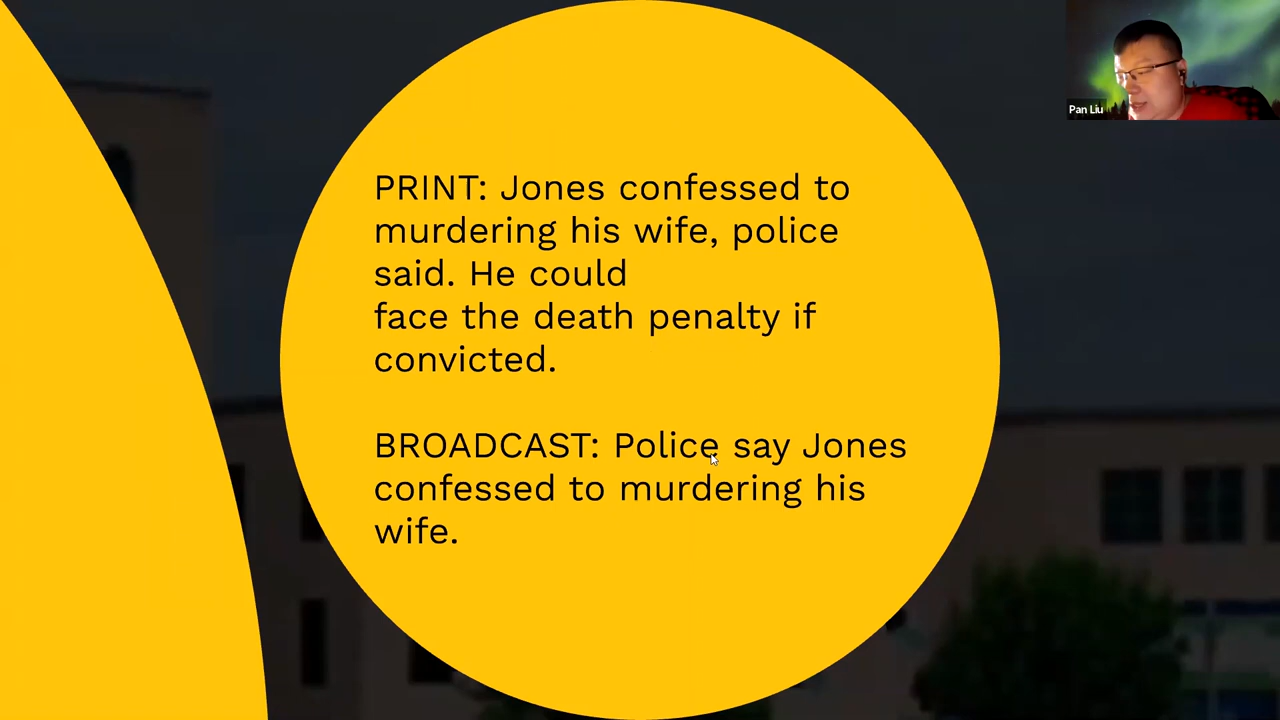 Pan Liu
PRINT: Jones confessed to
murdering his wife, police
said. He could
face the death penalty if
convicted.
BROADCAST: Police say Jones
confessed to murdering his
wife.